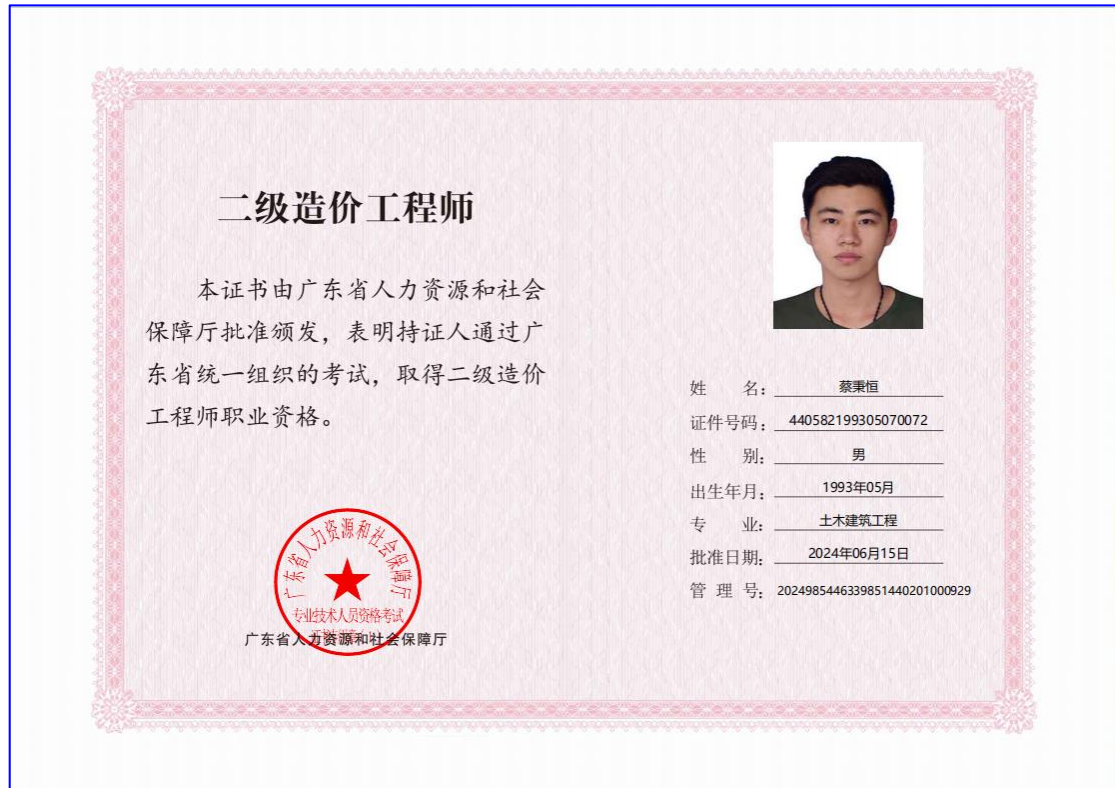 二级造价工程师
本证书由广东省人力资源和社会
保障厅批准颁发，表明持证人通过广
东省统一组织的考试，取得二级造价
工程师职业资格。
广东省人力资源和社会保障厅
专业技术人员资格考试
广东省人力资源和社会保障厅
姓 名：蔡秉恒
证件号码：440582199305070072
性 别：男
出生年月：1993年05月
专 业：土木建筑工程
批准日期：2024年06月15日
管 理 号：20249854463398514402010​00929